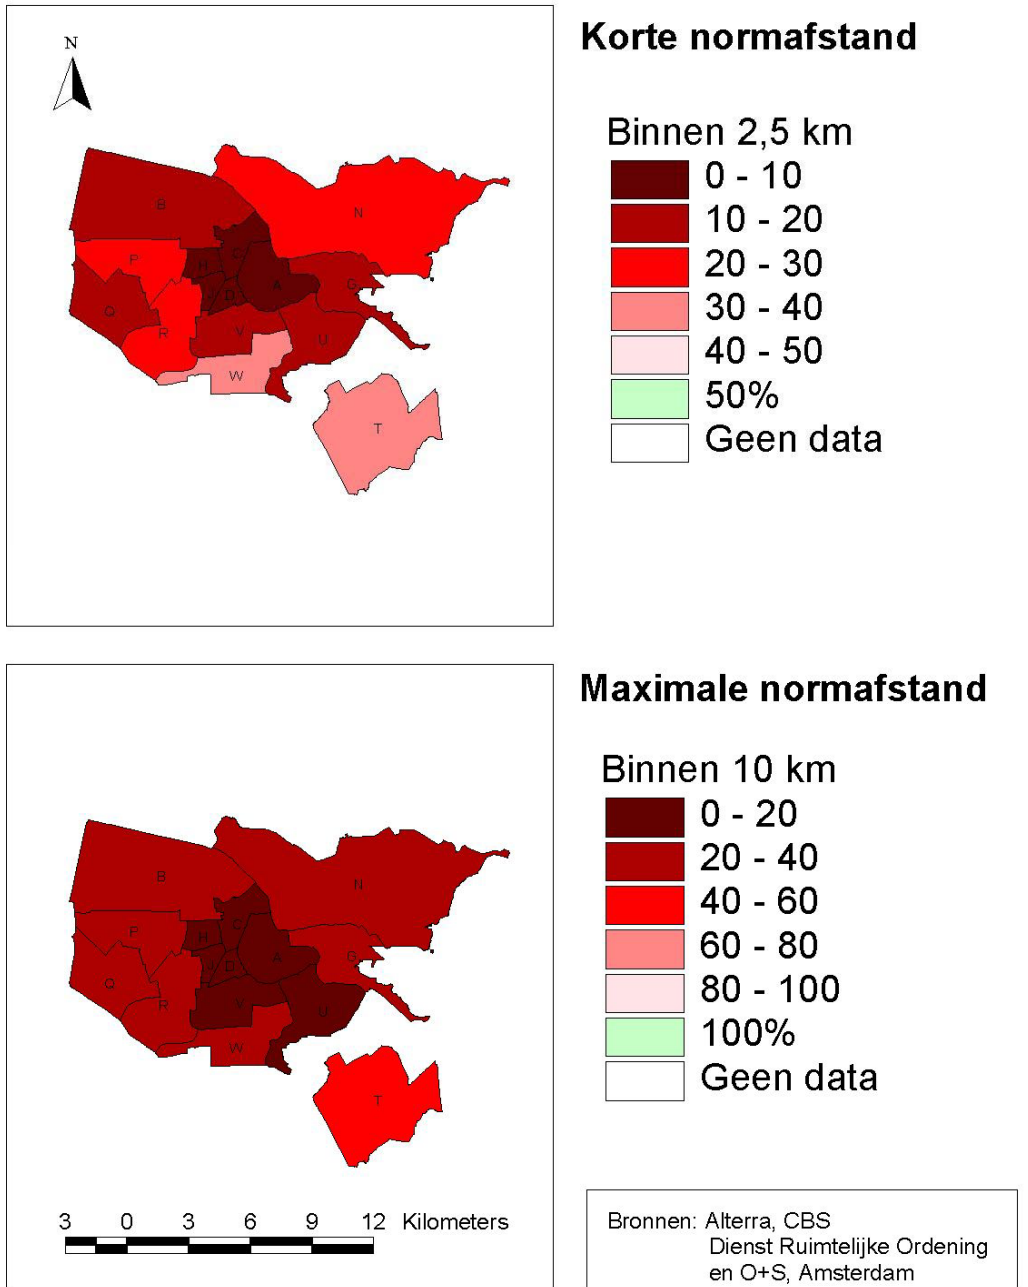 Korte normafstand
N
Binnen 2,5 km
0 - 10
10 - 20
20 - 30
30 - 40
40 - 50
50%
Geen data
B
N
P
H
C
A
G
Q
J
D
R
V
U
W
T
Maximale normafstand
Binnen 10 km
0 - 20
20 - 40
40 - 60
60 - 80
80 - 100
100%
Geen data
B
N
P
H
C
A
G
Q
J
D
R
V
U
W
T
3 0 3 6 9 12 Kilometers
Bronnen: Alterra, CBS
Dienst Ruimtelijke Ordening
en O+S, Amsterdam